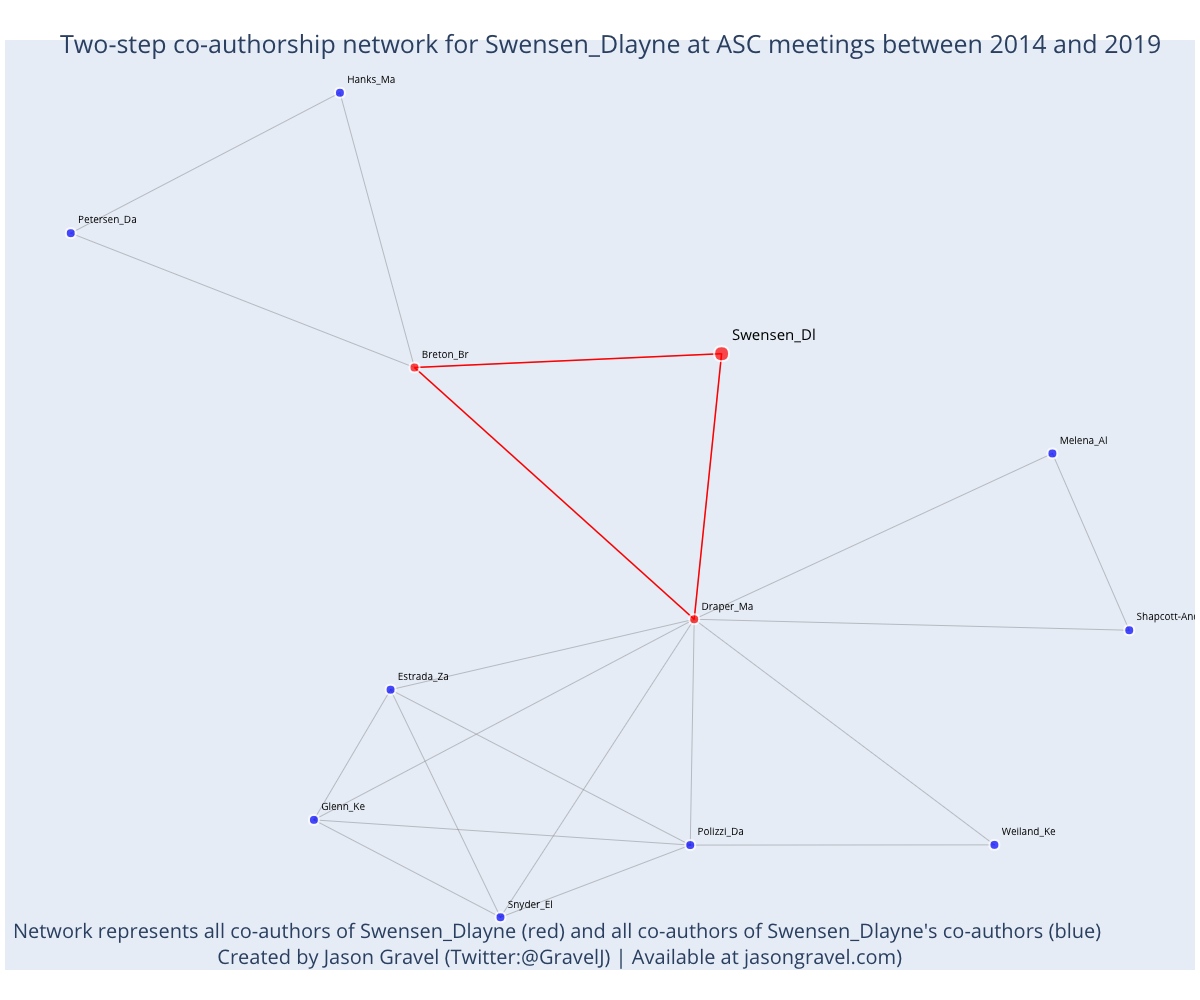 Two-step co-authorship network for Swensen_Dlayne at ASC meetings between 2014 and 2019
Hanks_Ma
Petersen_Da
Swensen_Dl
Breton_Br
Melena_Al
Draper_Ma
Shapcott-And
Estrada_Za
Glenn_Ke
Polizzi_Da
Weiland_Ke
Snyder_El
Network represents all co-authors of Swensen_Dlayne (red) and all co-authors of Swensen_Dlayne's co-authors (blue)
Created by Jason Gravel (Twitter:@GravelJ) | Available at jasongravel.com)